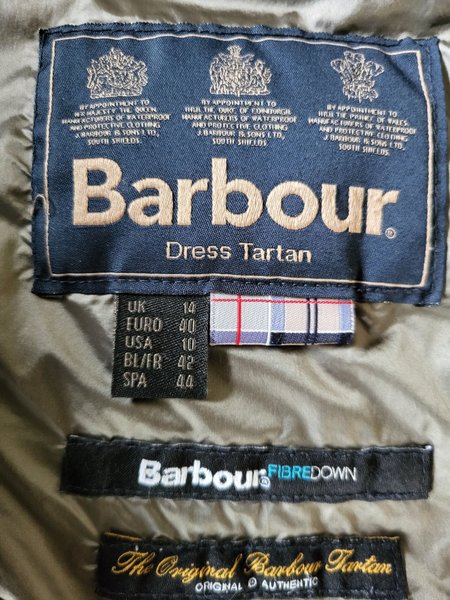 BY APPOINTMENT TO
H.R. MAJESTY THE QUEEN
MANUFACTURERS OF WATERPROOF
AND PROTECTIVE CLOTHING
J. BARBOUR & SONS LTD,
SOUTH SHIELDS
BY APPOINTMENT TO
H.R.H. THE DUKE OF EDINBURGH
MANUFACTURERS OF WATERPROOF
AND PROTECTIVE CLOTHING
J. BARBOUR & SONS LTD,
SOUTH SHIELDS
BY APPOINTMENT TO
H.R.H. THE PRINCE OF WALES
MANUFACTURERS OF WATERPROOF
AND PROTECTIVE CLOTHING
J. BARBOUR & SONS LTD,
SOUTH SHIELDS
Barbour®
Dress Tartan
UK 14
EURO 40
USA 10
BL/FR 42
SPA 44
Barbour® FIBREDOWN
The Original Barbour Tartan
ORIGINAL & AUTHENTIC